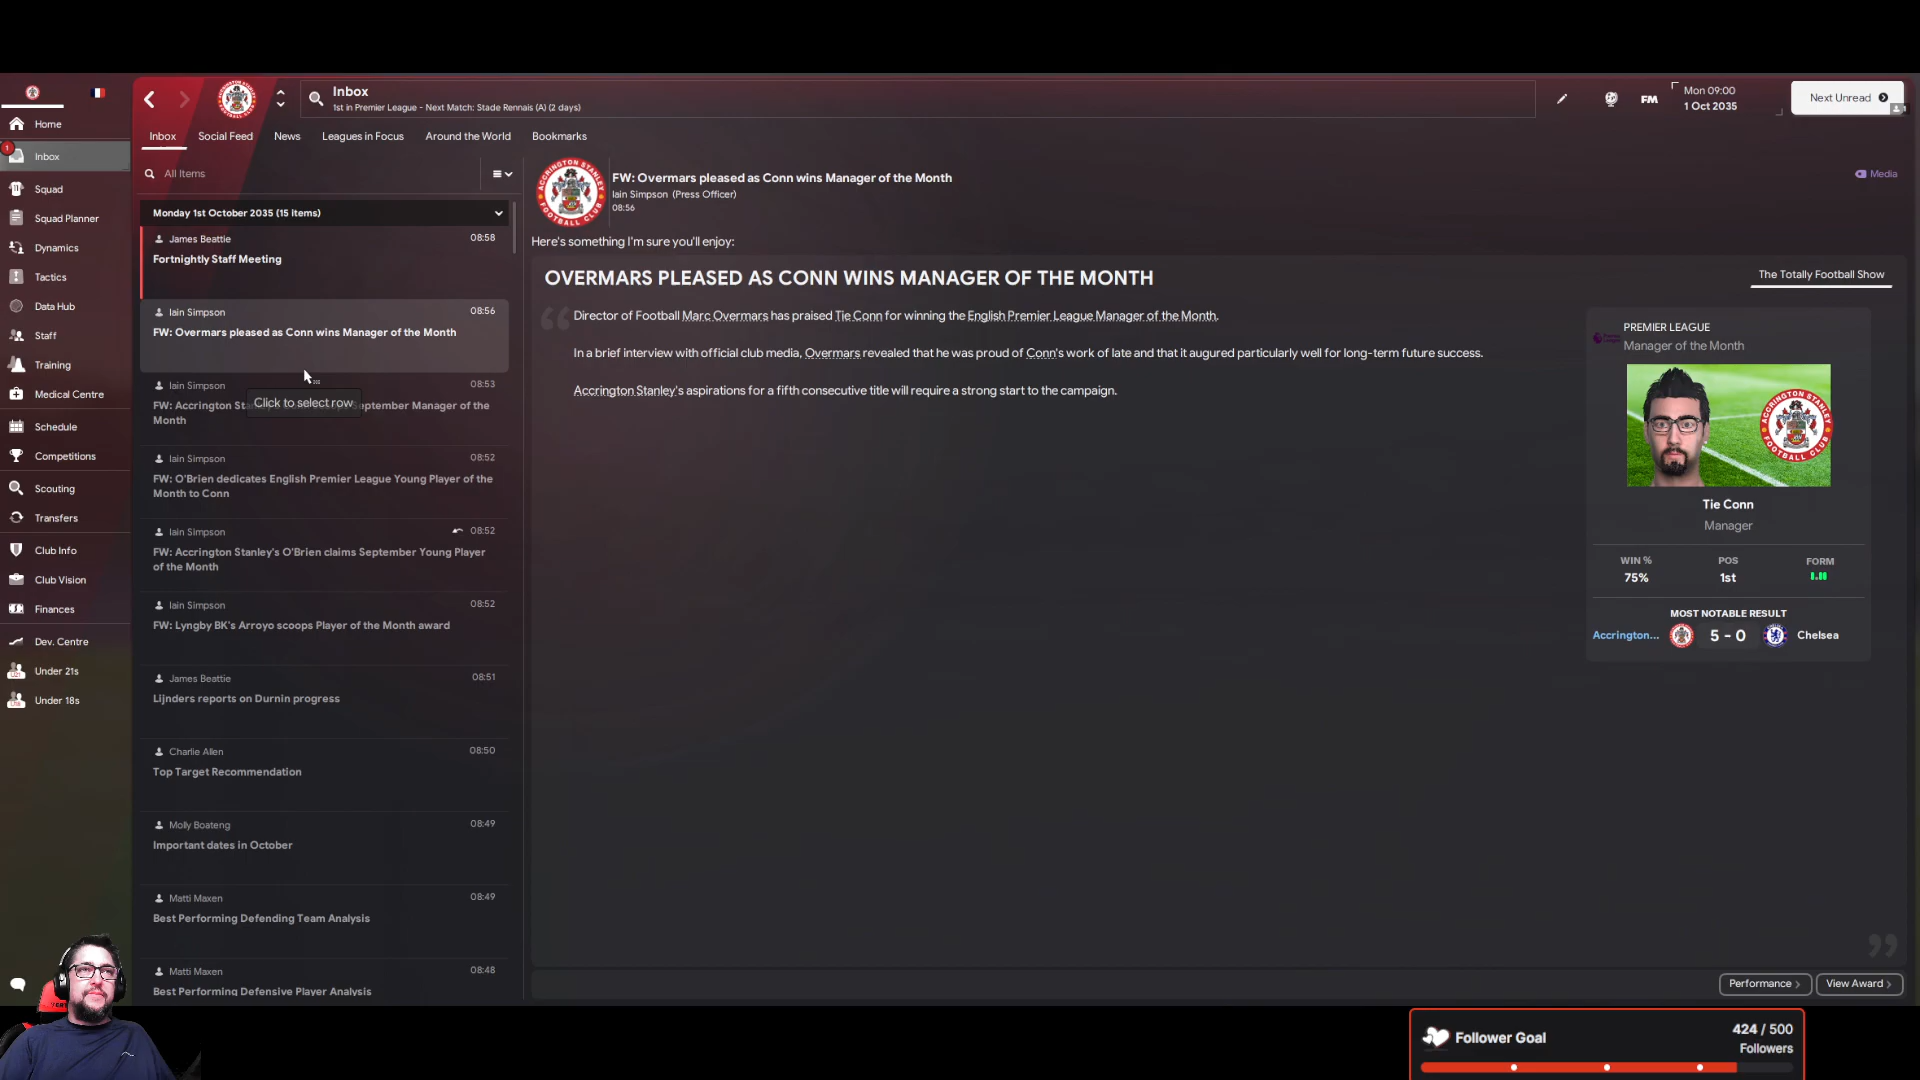 Inbox
1st in Premier League - Next Match: Stade Rennais (A) (2 days)
FM
Mon 09:00
1 Oct 2035
Next Unread
1
Home
1
Inbox
Squad
Squad Planner
Dynamics
Tactics
Data Hub
Staff
Training
Medical Centre
Schedule
Competitions
Scouting
Transfers
Club Info
Club Vision
Finances
Dev. Centre
Under 21s
Under 18s
Inbox
Social Feed
News
Leagues in Focus
Around the World
Bookmarks
All Items
Monday 1st October 2035 (15 items)
James Beattie
08:58
Fortnightly Staff Meeting
Iain Simpson
08:56
FW: Overmars pleased as Conn wins Manager of the Month
Iain Simpson
08:53
FW: Accrington Sta
eptember Manager of the
Month
Click to select row
Iain Simpson
08:52
FW: O'Brien dedicates English Premier League Young Player of the
Month to Conn
Iain Simpson
08:52
FW: Accrington Stanley's O'Brien claims September Young Player
of the Month
Iain Simpson
08:52
FW: Lyngby BK's Arroyo scoops Player of the Month award
James Beattie
08:51
Lijnders reports on Durnin progress
Charlie Allen
08:50
Top Target Recommendation
Molly Boateng
08:49
Important dates in October
Matti Maxen
08:49
Best Performing Defending Team Analysis
Matti Maxen
08:48
Best Performing Defensive Player Analysis
ACCRINGTON STANLEY
FOOTBALL CLUB
FW: Overmars pleased as Conn wins Manager of the Month
Iain Simpson (Press Officer)
08:56
Media
Here's something I'm sure you'll enjoy:
OVERMARS PLEASED AS CONN WINS MANAGER OF THE MONTH
The Totally Football Show
Director of Football Marc Overmars has praised Tie Conn for winning the English Premier League Manager of the Month.
In a brief interview with official club media, Overmars revealed that he was proud of Conn's work of late and that it augured particularly well for long-term future success.
Accrington Stanley's aspirations for a fifth consecutive title will require a strong start to the campaign.
PREMIER LEAGUE
Manager of the Month
ACCRINGTON STANLEY
FOOTBALL CLUB
Tie Conn
Manager
WIN %
POS
FORM
75%
1st
MOST NOTABLE RESULT
Accrington...
5 - 0
Chelsea
Performance
View Award
Follower Goal
424 / 500
Followers